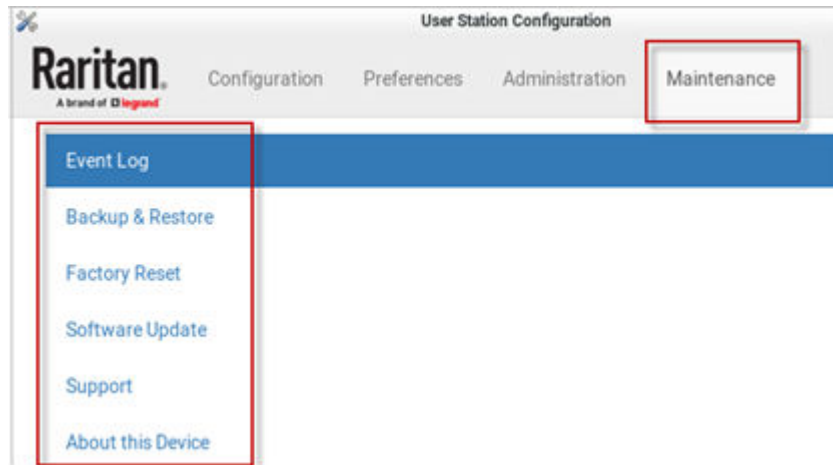 User Station Configuration
Raritan.
A brand of legrand
Configuration Preferences Administration Maintenance
Event Log
Backup & Restore
Factory Reset
Software Update
Support
About this Device